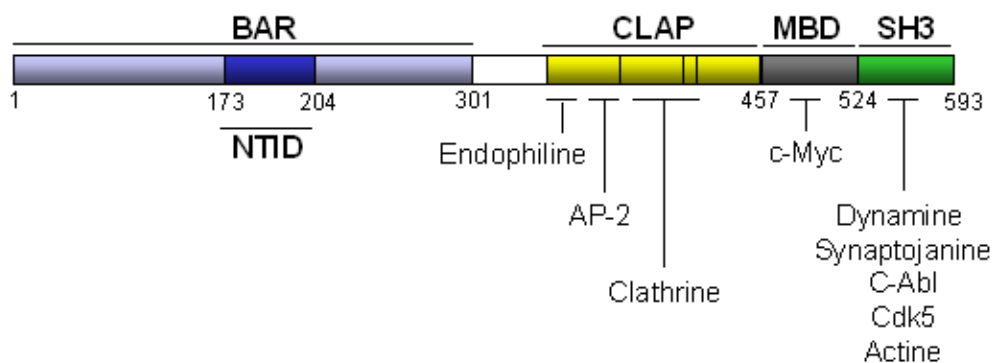 BAR CLAP MBD SH3
1 173 204 301 457 524 593
NTID
Endophiline c-Myc
AP-2 Dynamine
Synaptojanine
Clathrine C-Abl
Cdk5
Actine